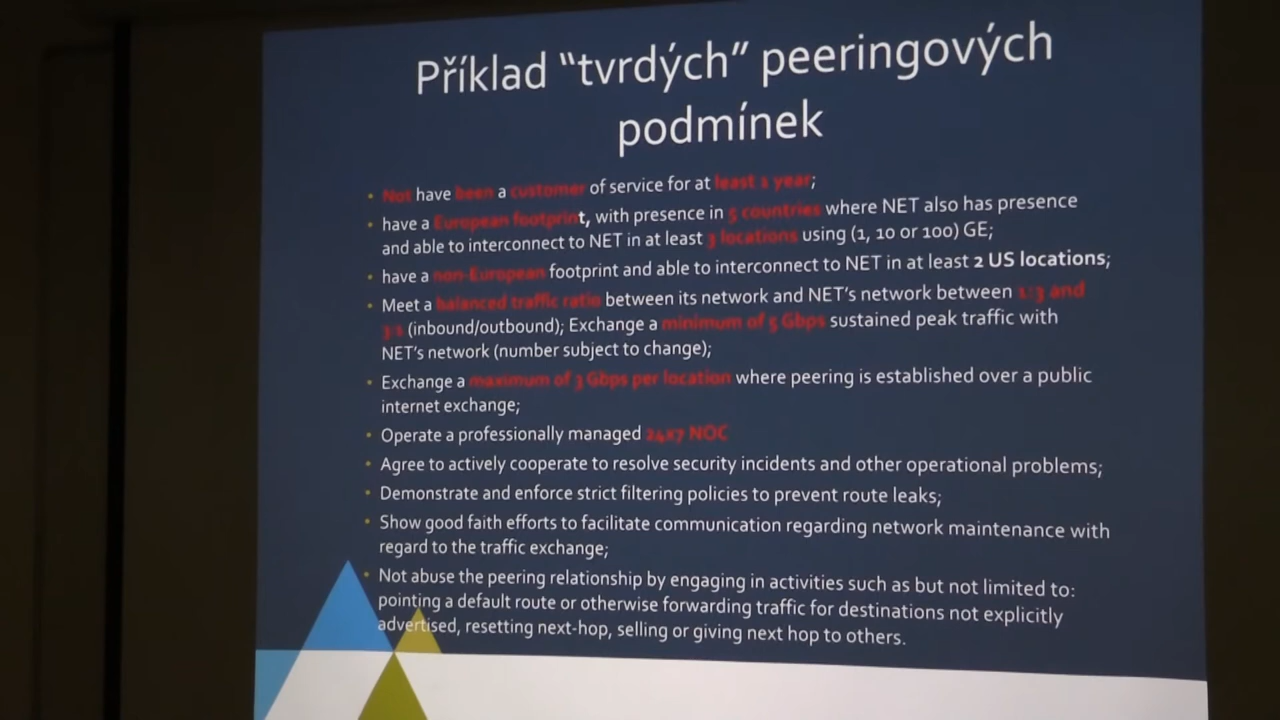 Příklad “tvrdých” peeringových
podmínek
• Not have been a customer of service for at least 1 year;
• have a European footprint, with presence in 5 countries where NET also has presence
and able to interconnect to NET in at least 3 locations using (1, 10 or 100) GE;
• have a non-European footprint and able to interconnect to NET in at least 2 US locations;
• Meet a balanced traffic ratio between its network and NET’s network between 1:3 and
3:1 (inbound/outbound); Exchange a minimum of 5 Gbps sustained peak traffic with
NET’s network (number subject to change);
• Exchange a maximum of 3 Gbps per location where peering is established over a public
internet exchange;
• Operate a professionally managed 24x7 NOC
• Agree to actively cooperate to resolve security incidents and other operational problems;
• Demonstrate and enforce strict filtering policies to prevent route leaks;
• Show good faith efforts to facilitate communication regarding network maintenance with
regard to the traffic exchange;
• Not abuse the peering relationship by engaging in activities such as but not limited to:
pointing a default route or otherwise forwarding traffic for destinations not explicitly
advertised, resetting next-hop, selling or giving next hop to others.